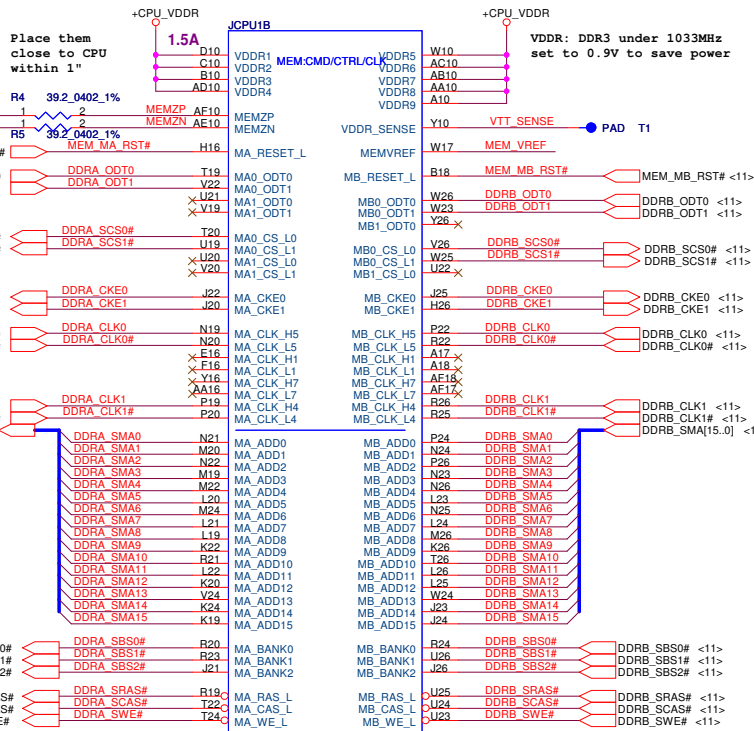 +CPU_VDDR
+CPU_VDDR
Place them
close to CPU
within 1"
1.5A
JCPU1B
VDDR: DDR3 under 1033MHz
set to 0.9V to save power
MEM:CMD/CTRL/CLK
D10 VDDR1 VDDR5 W10
C10 VDDR2 VDDR6 AC10
B10 VDDR3 VDDR7 AB10
AD10 VDDR4 VDDR8 AA10
VDDR9 A10
R4 39.2_0402_1%
1 2 MEMZP AF10 MEMZP
1 2 MEMZN AE10 MEMZN VDDR_SENSE Y10 VTT_SENSE PAD T1
R5 39.2_0402_1%
# MEM_MA_RST# H16 MA_RESET_L MEMVREF W17 MEM_VREF
MB_RESET_L B18 MEM_MB_RST# MEM_MB_RST# <11>
DDRA_ODT0 T19 MA0_ODT0
DDRA_ODT1 V22 MA0_ODT1
U21 MA1_ODT0 MB0_ODT0 W26 DDRB_ODT0 DDRB_ODT0 <11>
V19 MA1_ODT1 MB0_ODT1 W23 DDRB_ODT1 DDRB_ODT1 <11>
MB1_ODT0 Y26
DDRA_SCS0# T20 MA0_CS_L0
DDRA_SCS1# U19 MA0_CS_L1 MB0_CS_L0 V26 DDRB_SCS0# DDRB_SCS0# <11>
U20 MA1_CS_L0 MB0_CS_L1 W25 DDRB_SCS1# DDRB_SCS1# <11>
V20 MA1_CS_L1 MB1_CS_L0 U22
DDRA_CKE0 J22 MA_CKE0 MB_CKE0 J25 DDRB_CKE0 DDRB_CKE0 <11>
DDRA_CKE1 J20 MA_CKE1 MB_CKE1 H26 DDRB_CKE1 DDRB_CKE1 <11>
DDRA_CLK0 N19 MA_CLK_H5 MB_CLK_H5 P22 DDRB_CLK0 DDRB_CLK0 <11>
DDRA_CLK0# N20 MA_CLK_L5 MB_CLK_L5 R22 DDRB_CLK0# DDRB_CLK0# <11>
E16 MA_CLK_H1 MB_CLK_H1 A17
F16 MA_CLK_L1 MB_CLK_L1 A18
Y16 MA_CLK_H7 MB_CLK_H7 AF18
AA16 MA_CLK_L7 MB_CLK_L7 AF17
DDRA_CLK1 P19 MA_CLK_H4 MB_CLK_H4 R26 DDRB_CLK1 DDRB_CLK1 <11>
DDRA_CLK1# P20 MA_CLK_L4 MB_CLK_L4 R25 DDRB_CLK1# DDRB_CLK1# <11>
DDRB_SMA[15..0] <1
DDRA_SMA0 N21 MA_ADD0 MB_ADD0 P24 DDRB_SMA0
DDRA_SMA1 M20 MA_ADD1 MB_ADD1 N24 DDRB_SMA1
DDRA_SMA2 N22 MA_ADD2 MB_ADD2 P26 DDRB_SMA2
DDRA_SMA3 M19 MA_ADD3 MB_ADD3 N23 DDRB_SMA3
DDRA_SMA4 M22 MA_ADD4 MB_ADD4 N26 DDRB_SMA4
DDRA_SMA5 L20 MA_ADD5 MB_ADD5 L23 DDRB_SMA5
DDRA_SMA6 M24 MA_ADD6 MB_ADD6 N25 DDRB_SMA6
DDRA_SMA7 L21 MA_ADD7 MB_ADD7 L24 DDRB_SMA7
DDRA_SMA8 L19 MA_ADD8 MB_ADD8 M26 DDRB_SMA8
DDRA_SMA9 K22 MA_ADD9 MB_ADD9 K26 DDRB_SMA9
DDRA_SMA10 R21 MA_ADD10 MB_ADD10 T26 DDRB_SMA10
DDRA_SMA11 L22 MA_ADD11 MB_ADD11 L26 DDRB_SMA11
DDRA_SMA12 K20 MA_ADD12 MB_ADD12 L25 DDRB_SMA12
DDRA_SMA13 V24 MA_ADD13 MB_ADD13 W24 DDRB_SMA13
DDRA_SMA14 K24 MA_ADD14 MB_ADD14 J23 DDRB_SMA14
DDRA_SMA15 K19 MA_ADD15 MB_ADD15 J24 DDRB_SMA15
0# DDRA_SBS0# R20 MA_BANK0 MB_BANK0 R24 DDRB_SBS0# DDRB_SBS0# <11>
1# DDRA_SBS1# R23 MA_BANK1 MB_BANK1 U26 DDRB_SBS1# DDRB_SBS1# <11>
2# DDRA_SBS2# J21 MA_BANK2 MB_BANK2 J26 DDRB_SBS2# DDRB_SBS2# <11>
S# DDRA_SRAS# R19 MA_RAS_L MB_RAS_L U25 DDRB_SRAS# DDRB_SRAS# <11>
S# DDRA_SCAS# T22 MA_CAS_L MB_CAS_L U24 DDRB_SCAS# DDRB_SCAS# <11>
E# DDRA_SWE# T24 MA_WE_L MB_WE_L U23 DDRB_SWE# DDRB_SWE# <11>